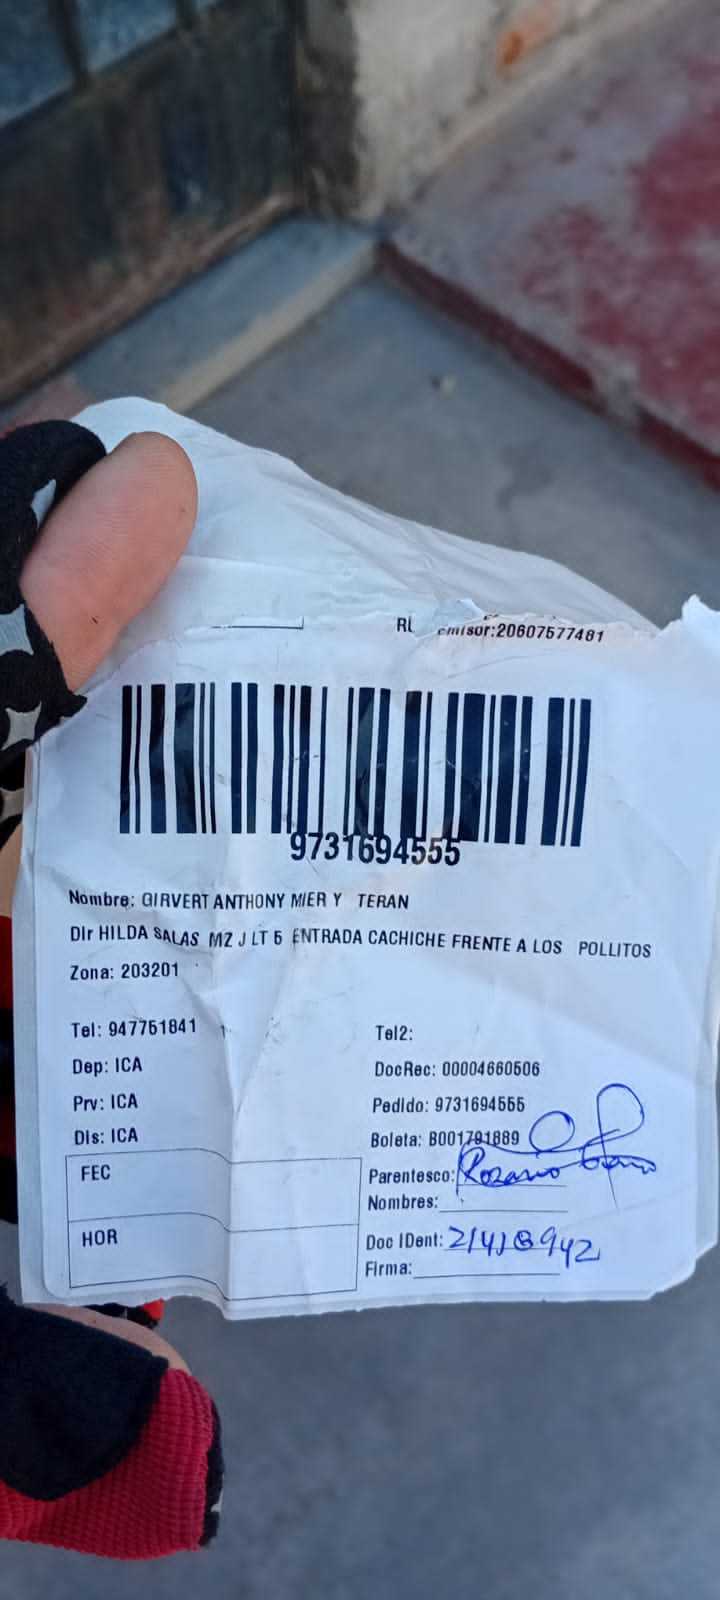 emisor:20607577481
9731694555
Nombre: GIRVERT ANTHONY MIER Y TERAN
DIr HILDA SALAS MZ J LT 5 ENTRADA CACHICHE FRENTE A LOS POLLITOS
Zona: 203201
Tel: 947751841 Tel2:
Dep: ICA DocRec: 00004660506
Prv: ICA Pedido: 9731694555
Dis: ICA Boleta: B001791889
FEC Parentesco: Rozario
Nombres:
HOR Doc IDent:
Firma: